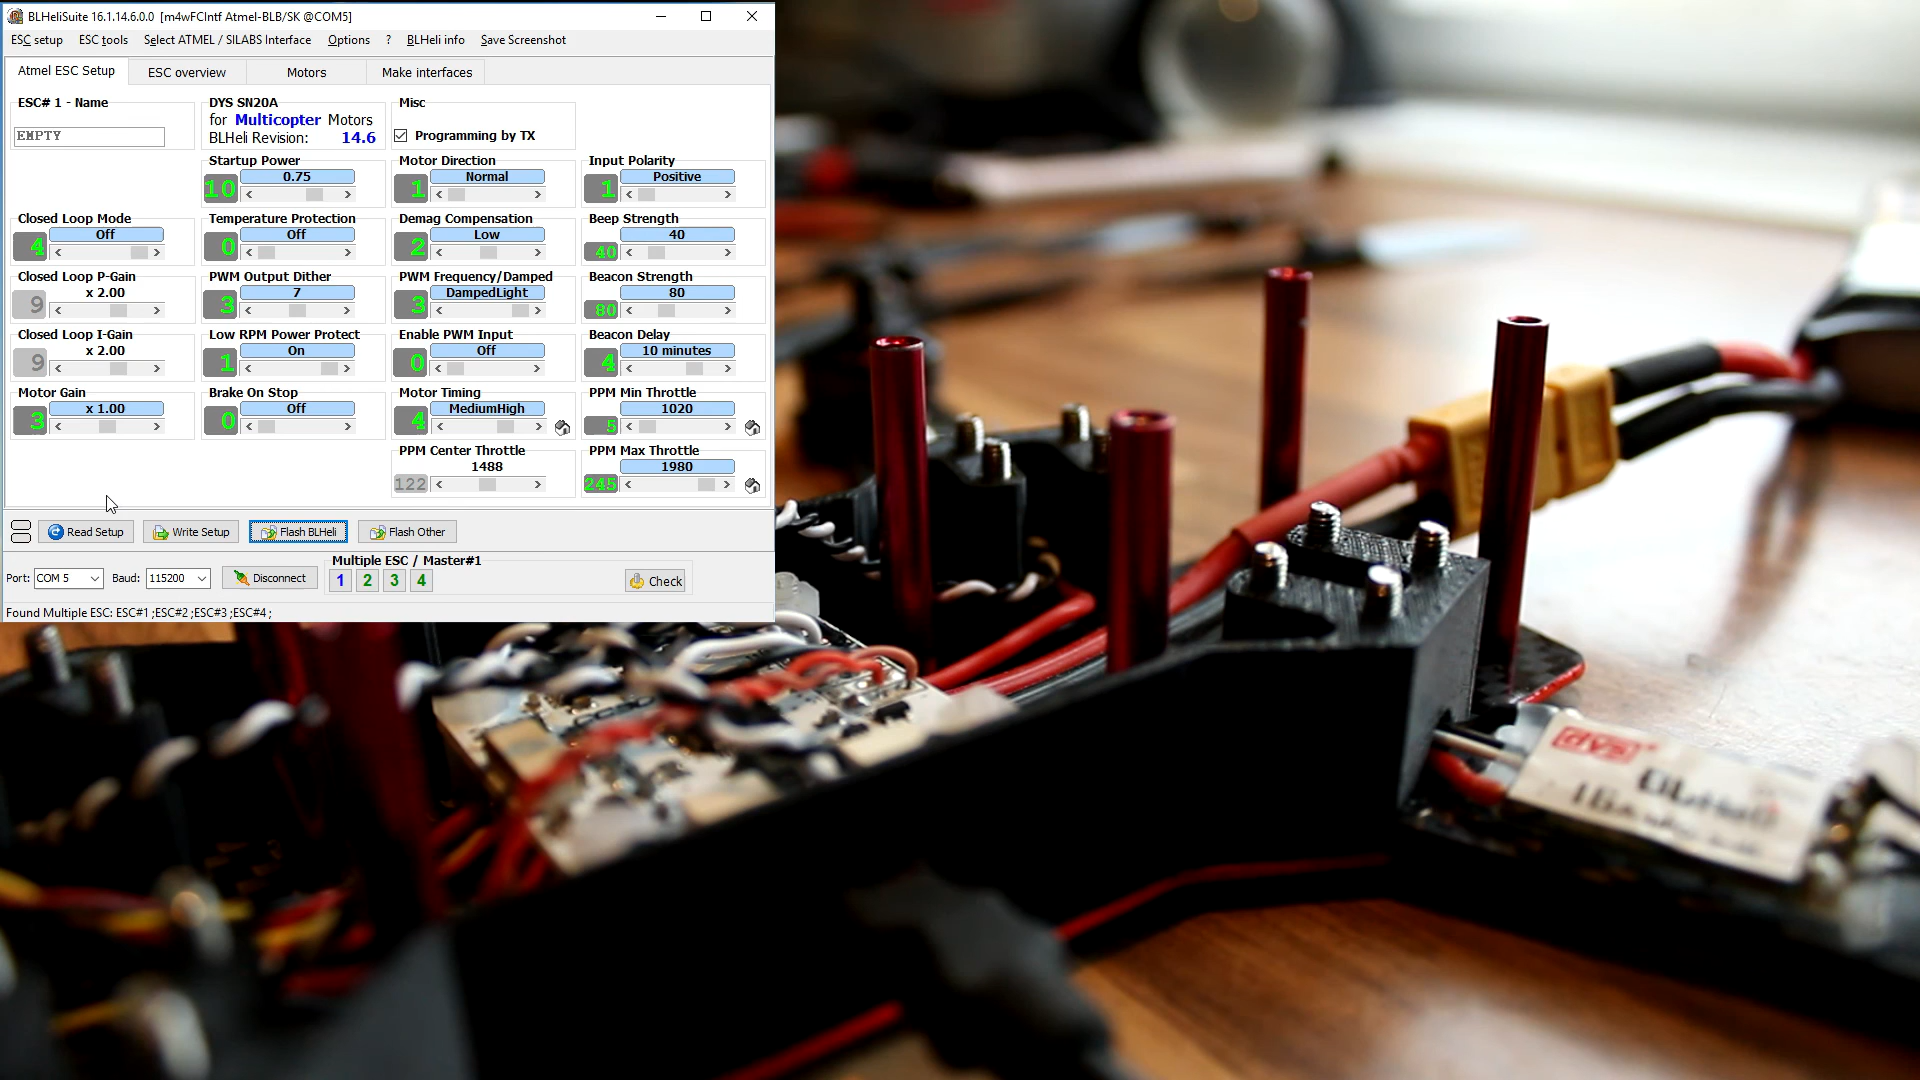 BLHeliSuite 16.1.14.6.0.0 [m4wFCIntf Atmel-BLB/SK @COM5]
ESC setup ESC tools Select ATMEL / SILABS Interface Options ? BLHeli info Save Screenshot
Atmel ESC Setup ESC overview Motors Make interfaces
ESC# 1 - Name
EMPTY
DYS SN20A
for Multicopter Motors
BLHeli Revision: 14.6
Misc
Programming by TX
Startup Power
0.75
10
Motor Direction
Normal
1
Input Polarity
Positive
1
Closed Loop Mode
Off
4
Temperature Protection
Off
0
Demag Compensation
Low
2
Beep Strength
40
40
Closed Loop P-Gain
x 2.00
9
PWM Output Dither
7
3
PWM Frequency/Damped
DampedLight
3
Beacon Strength
80
80
Closed Loop I-Gain
x 2.00
9
Low RPM Power Protect
On
1
Enable PWM Input
Off
0
Beacon Delay
10 minutes
4
Motor Gain
x 1.00
3
Brake On Stop
Off
0
Motor Timing
MediumHigh
4
PPM Min Throttle
1020
5
PPM Center Throttle
1488
122
PPM Max Throttle
1980
245
Read Setup Write Setup Flash BLHeli Flash Other
Multiple ESC / Master#1
Port: COM 5 Baud: 115200 Disconnect 1 2 3 4 Check
Found Multiple ESC: ESC#1 ;ESC#2 ;ESC#3 ;ESC#4 ;
dys
BLHeli